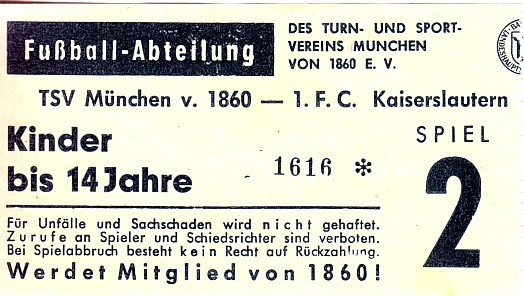 Fußball-Abteilung
DES TURN- UND SPORT-
VEREINS MUNCHEN
VON 1860 E. V.
TSV München v. 1860 — 1. F. C. Kaiserslautern
Kinder
bis 14 Jahre
1616 *
SPIEL
2
Für Unfälle und Sachschaden wird nicht gehaftet.
Zurufe an Spieler und Schiedsrichter sind verboten.
Bei Spielabbruch besteht kein Recht auf Rückzahlung.
Werdet Mitglied von 1860!